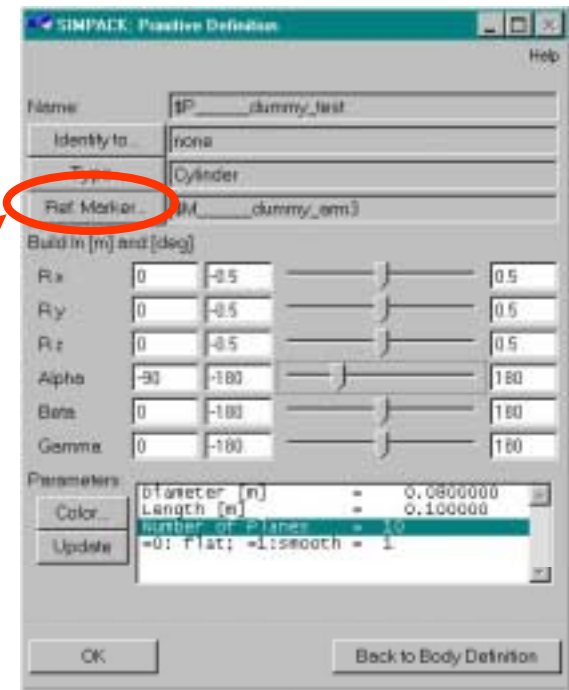 SIMPACK: Primitive Definition
Help
Name $P_____dummy_test
Identity to... none
Type... Cylinder
Ref. Marker... $M_____dummy_arm3
Build in [m] and [deg]
Rx 0 -0.5 0.5
Ry 0 -0.5 0.5
Rz 0 -0.5 0.5
Alpha -90 -180 180
Beta 0 -180 180
Gamma 0 -180 180
Parameters
Color...
Update
Diameter [m] = 0.0800000
Length [m] = 0.100000
Number of Planes = 10
=0: flat; =1:smooth = 1
OK
Back to Body Definition